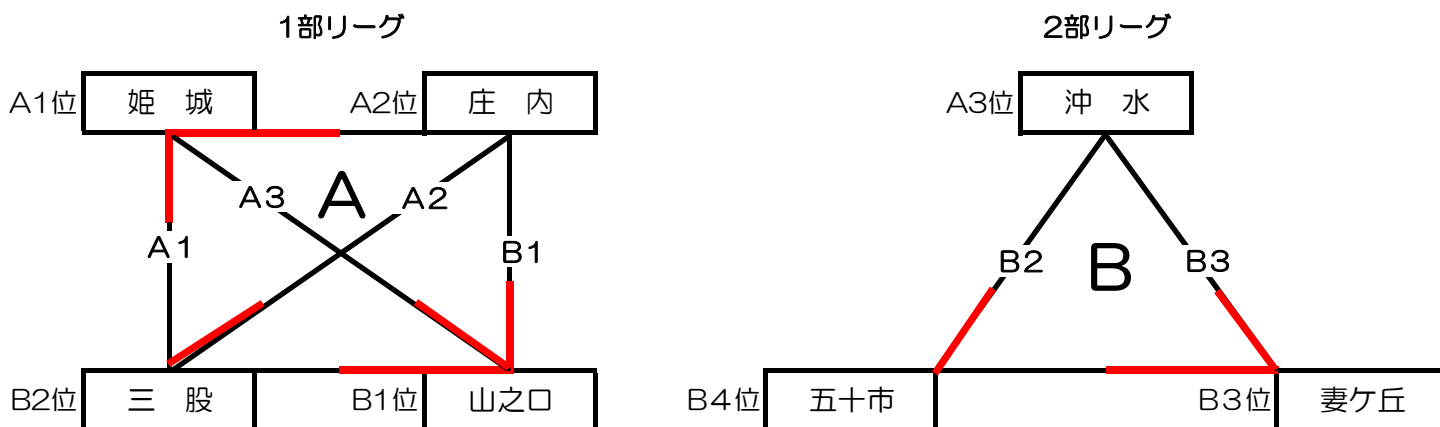 1部リーグ
2部リーグ
A1位 姫 城
A2位 庄 内
A3位 沖 水
A3
A
A2
A1
B1
B2
B
B3
B2位 三 股
B1位 山之口
B4位 五十市
B3位 妻ケ丘